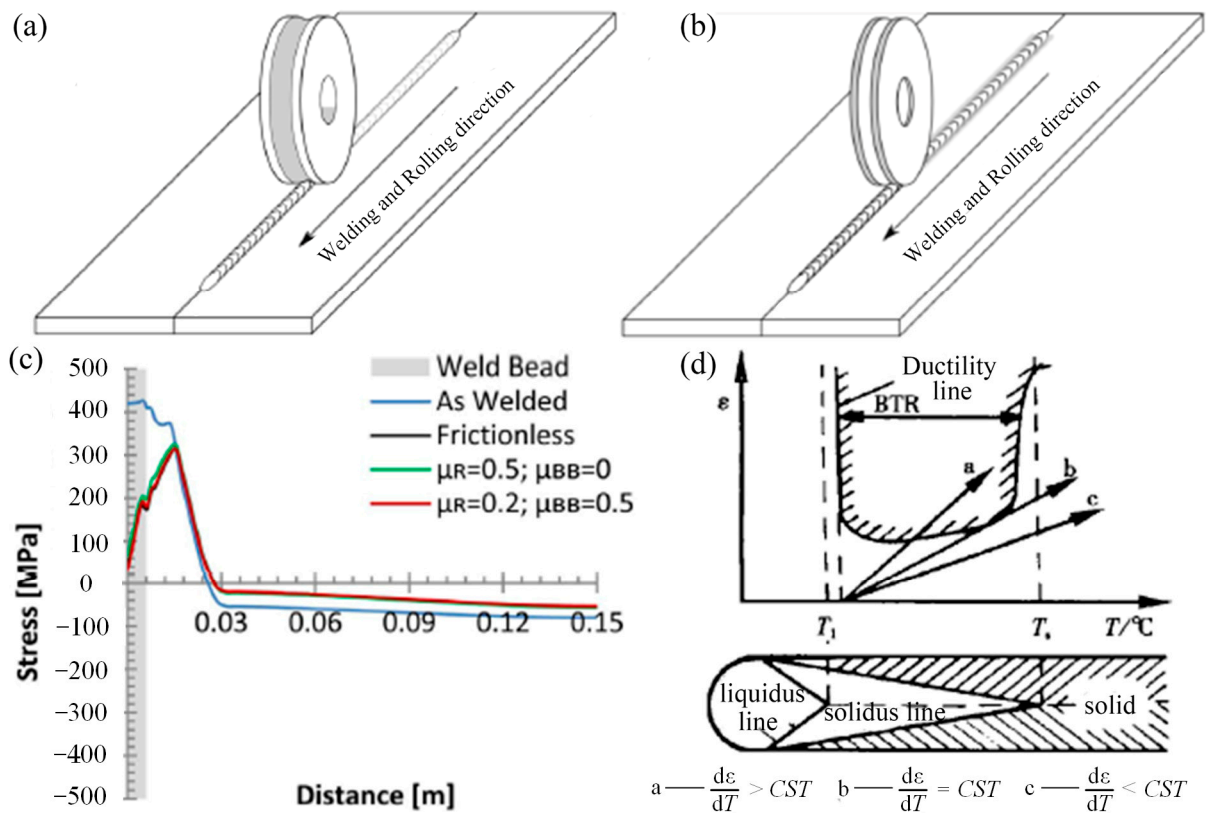 (a)
Welding and Rolling direction
(b)
Welding and Rolling direction
(c)
500
400
300
200
100
0
−100
−200
−300
−400
−500
Stress [MPa]
Weld Bead
As Welded
Frictionless
μR=0.5; μBB=0
μR=0.2; μBB=0.5
0.03
0.06
0.09
0.12
0.15
Distance [m]
(d)
ε
Ductility
line
BTR
a
b
c
T₁
Tₛ
T/°C
liquidus
line
solidus line
solid
a — dε/dT > CST b — dε/dT = CST c — dε/dT < CST